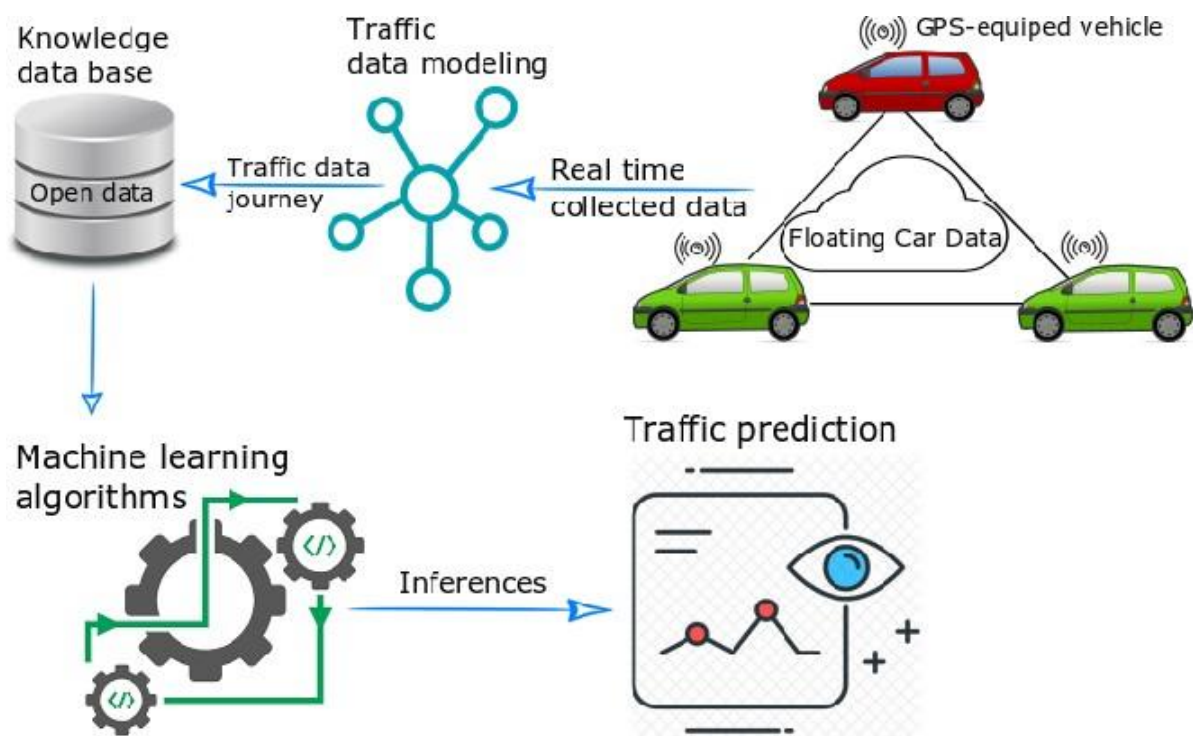 Knowledge
data base
Open data
Traffic data
journey
Traffic
data modeling
Real time
collected data
GPS-equiped vehicle
Floating Car Data
Machine learning
algorithms
</>
</>
Inferences
Traffic prediction